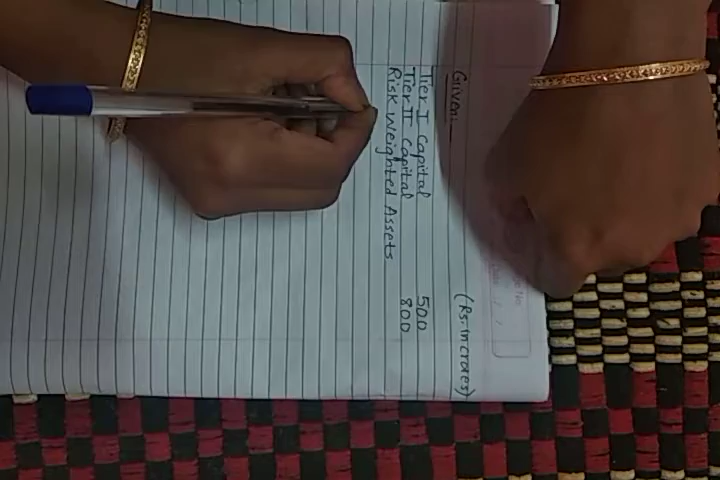 (Rs. in crores)
Given:
Tier I Capital 500
Tier II Capital 800
Risk Weighted Assets